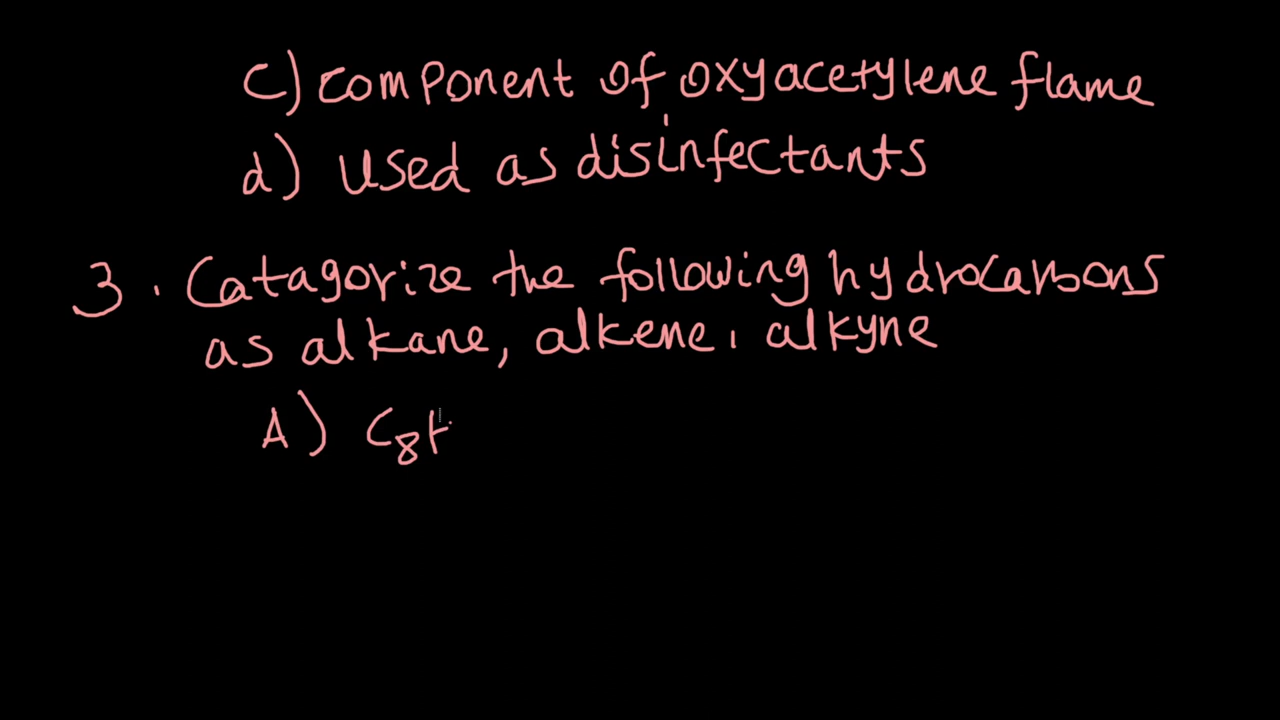 c) component of oxyacetylene flame
d) used as disinfectants
3. Catagorize the following hydrocarbons
as alkane, alkene, alkyne
A) C₈